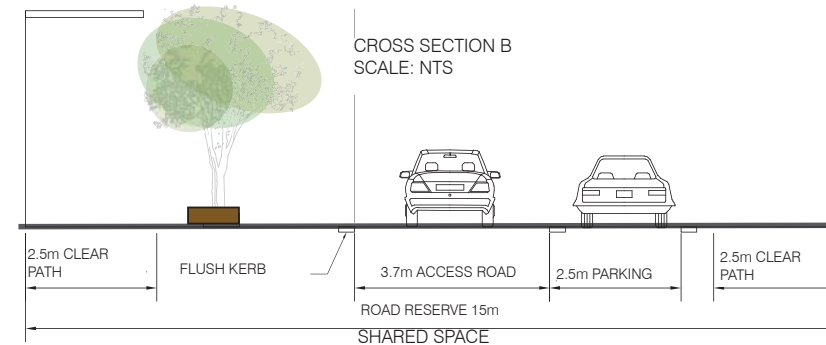 CROSS SECTION B
SCALE: NTS
2.5m CLEAR
PATH
FLUSH KERB
3.7m ACCESS ROAD
2.5m PARKING
2.5m CLEAR
PATH
ROAD RESERVE 15m
SHARED SPACE